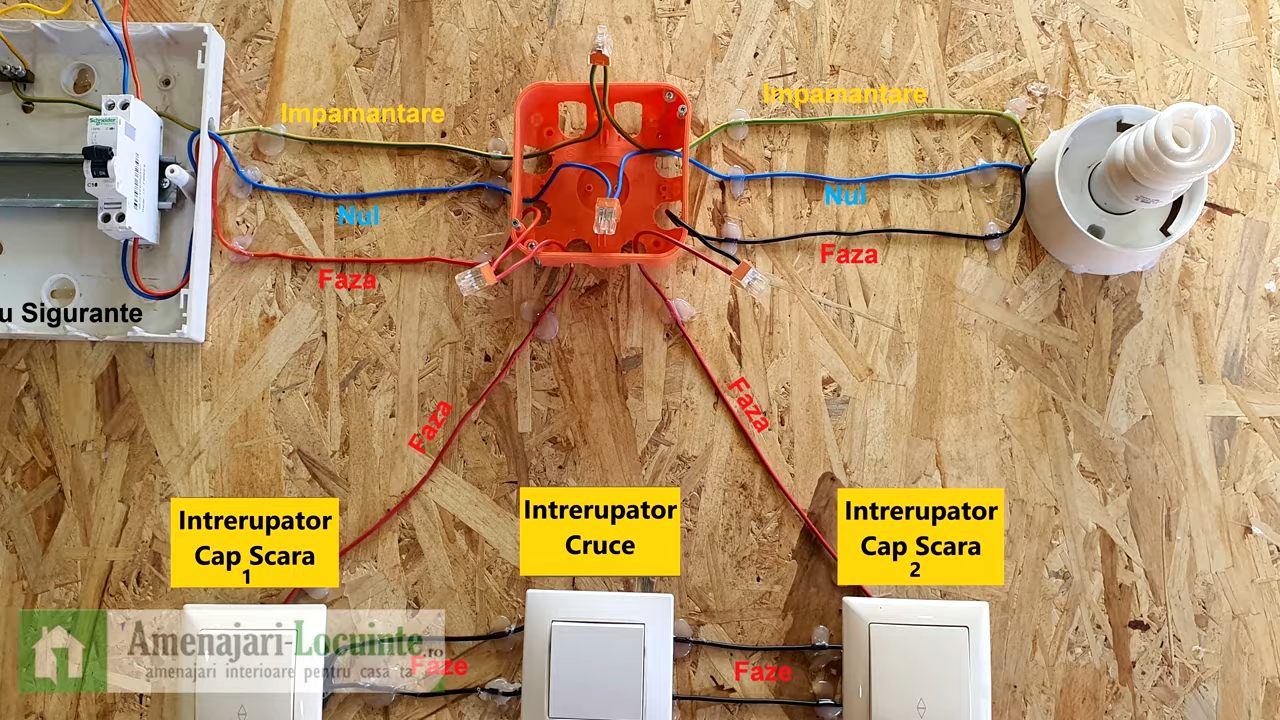 Impamantare
Impamantare
Schneider
Nul
Nul
Faza
Faza
u Sigurante
Faza
Faza
Intrerupator
Cap Scara
1
Intrerupator
Cruce
Intrerupator
Cap Scara
2
Amenajari-Locuinte.ro
amenajari interioare pentru casa ta
Faze
Faze